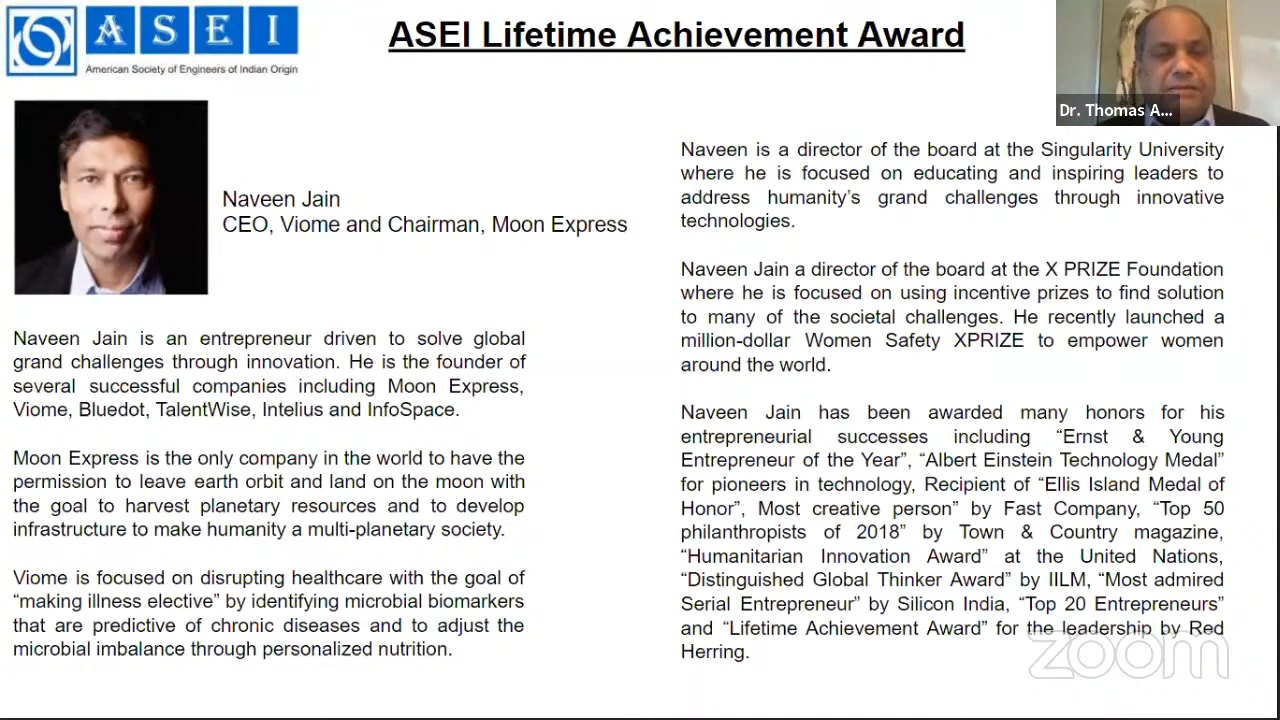 A S E I
American Society of Engineers of Indian Origin
ASEI Lifetime Achievement Award
Dr. Thomas A...
Naveen Jain
CEO, Viome and Chairman, Moon Express
Naveen Jain is an entrepreneur driven to solve global
grand challenges through innovation. He is the founder of
several successful companies including Moon Express,
Viome, Bluedot, TalentWise, Intelius and InfoSpace.
Moon Express is the only company in the world to have the
permission to leave earth orbit and land on the moon with
the goal to harvest planetary resources and to develop
infrastructure to make humanity a multi-planetary society.
Viome is focused on disrupting healthcare with the goal of
“making illness elective” by identifying microbial biomarkers
that are predictive of chronic diseases and to adjust the
microbial imbalance through personalized nutrition.
Naveen is a director of the board at the Singularity University
where he is focused on educating and inspiring leaders to
address humanity’s grand challenges through innovative
technologies.
Naveen Jain a director of the board at the X PRIZE Foundation
where he is focused on using incentive prizes to find solution
to many of the societal challenges. He recently launched a
million-dollar Women Safety XPRIZE to empower women
around the world.
Naveen Jain has been awarded many honors for his
entrepreneurial successes including “Ernst & Young
Entrepreneur of the Year”, “Albert Einstein Technology Medal”
for pioneers in technology, Recipient of “Ellis Island Medal of
Honor”, Most creative person” by Fast Company, “Top 50
philanthropists of 2018” by Town & Country magazine,
“Humanitarian Innovation Award” at the United Nations,
“Distinguished Global Thinker Award” by IILM, “Most admired
Serial Entrepreneur” by Silicon India, “Top 20 Entrepreneurs”
and “Lifetime Achievement Award” for the leadership by Red
Herring.
zoom